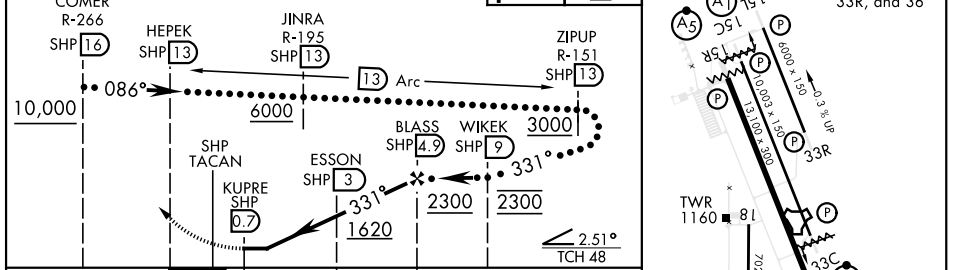 COMER
R-266
SHP 16
HEPEK
SHP 13
JINRA
R-195
SHP 13
ZIPUP
R-151
SHP 13
086°
13 Arc
10,000
6000
3000
BLASS
SHP 4.9
WIKEK
SHP 9
331°
SHP
TACAN
ESSON
SHP 3
KUPRE
SHP
0.7
331°
2300
2300
1620
2.51°
TCH 48
33R, and 36
A5
A1
15L
15C
15R
P
P
P
P
P
6000 x 150
10,003 x 150
13,100 x 300
0.3 % UP
33R
TWR
1160
18
702
33C